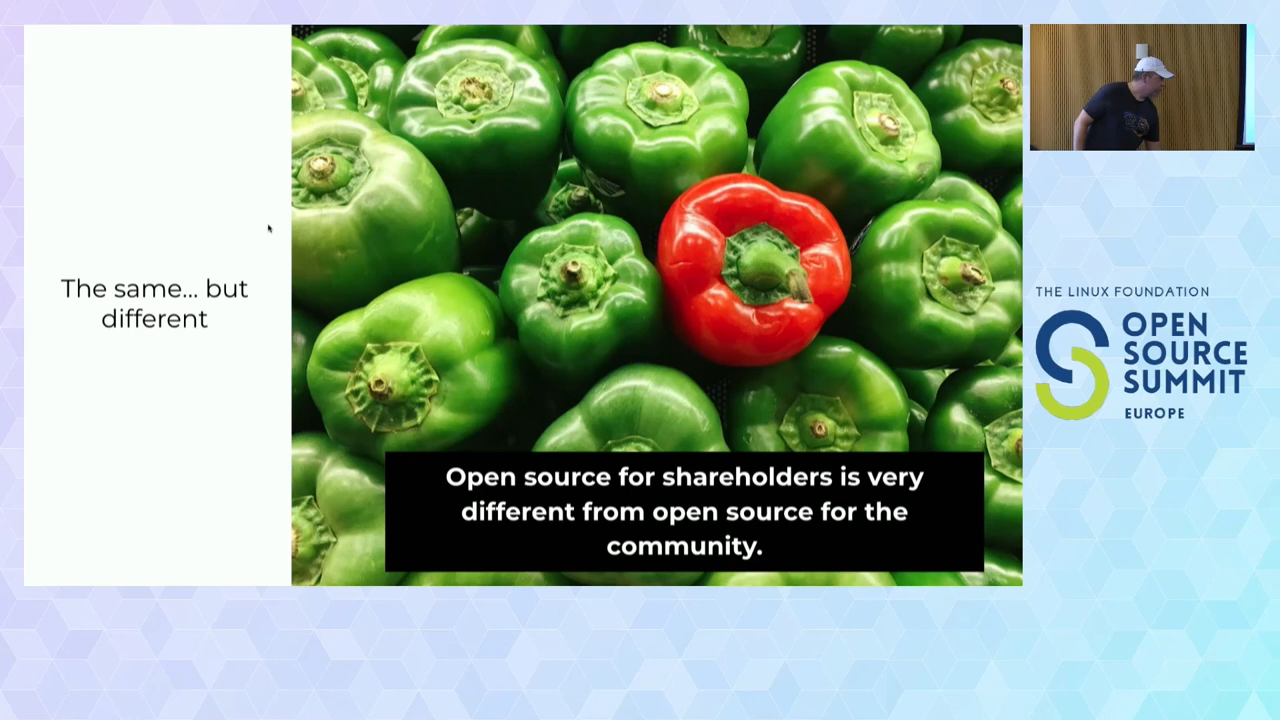 The same... but
different
Open source for shareholders is very
different from open source for the
community.
THE LINUX FOUNDATION
OPEN
SOURCE
SUMMIT
EUROPE